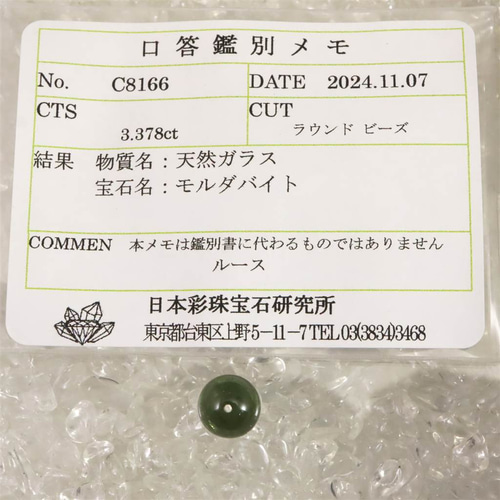 口答鑑別メモ
No. C8166 DATE 2024.11.07
CTS CUT
3.378ct ラウンド ビーズ
結果 物質名：天然ガラス
宝石名：モルダバイト
COMMEN 本メモは鑑別書に代わるものではありません
ルース
日本彩珠宝石研究所
東京都台東区上野5-11-7TEL03(3834)3468